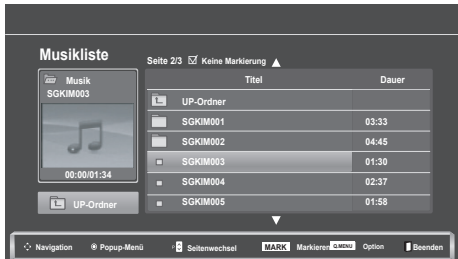 Musikliste
Seite 2/3 Keine Markierung
Musik
SGKIM003
00:00/01:34
UP-Ordner
Titel Dauer
UP-Ordner
SGKIM001 03:33
SGKIM002 04:45
SGKIM003 01:30
SGKIM004 02:37
SGKIM005 01:58
Navigation Popup-Menü Seitenwechsel MARK Markieren Q.MENU Option Beenden